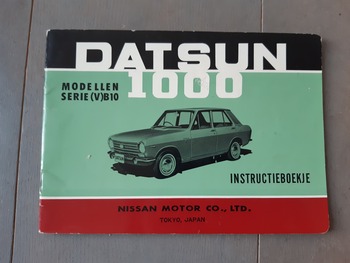 DATSUN
1000
MODELLEN
SERIE (V)B10
INSTRUCTIEBOEKJE
NISSAN MOTOR CO., LTD.
TOKYO, JAPAN